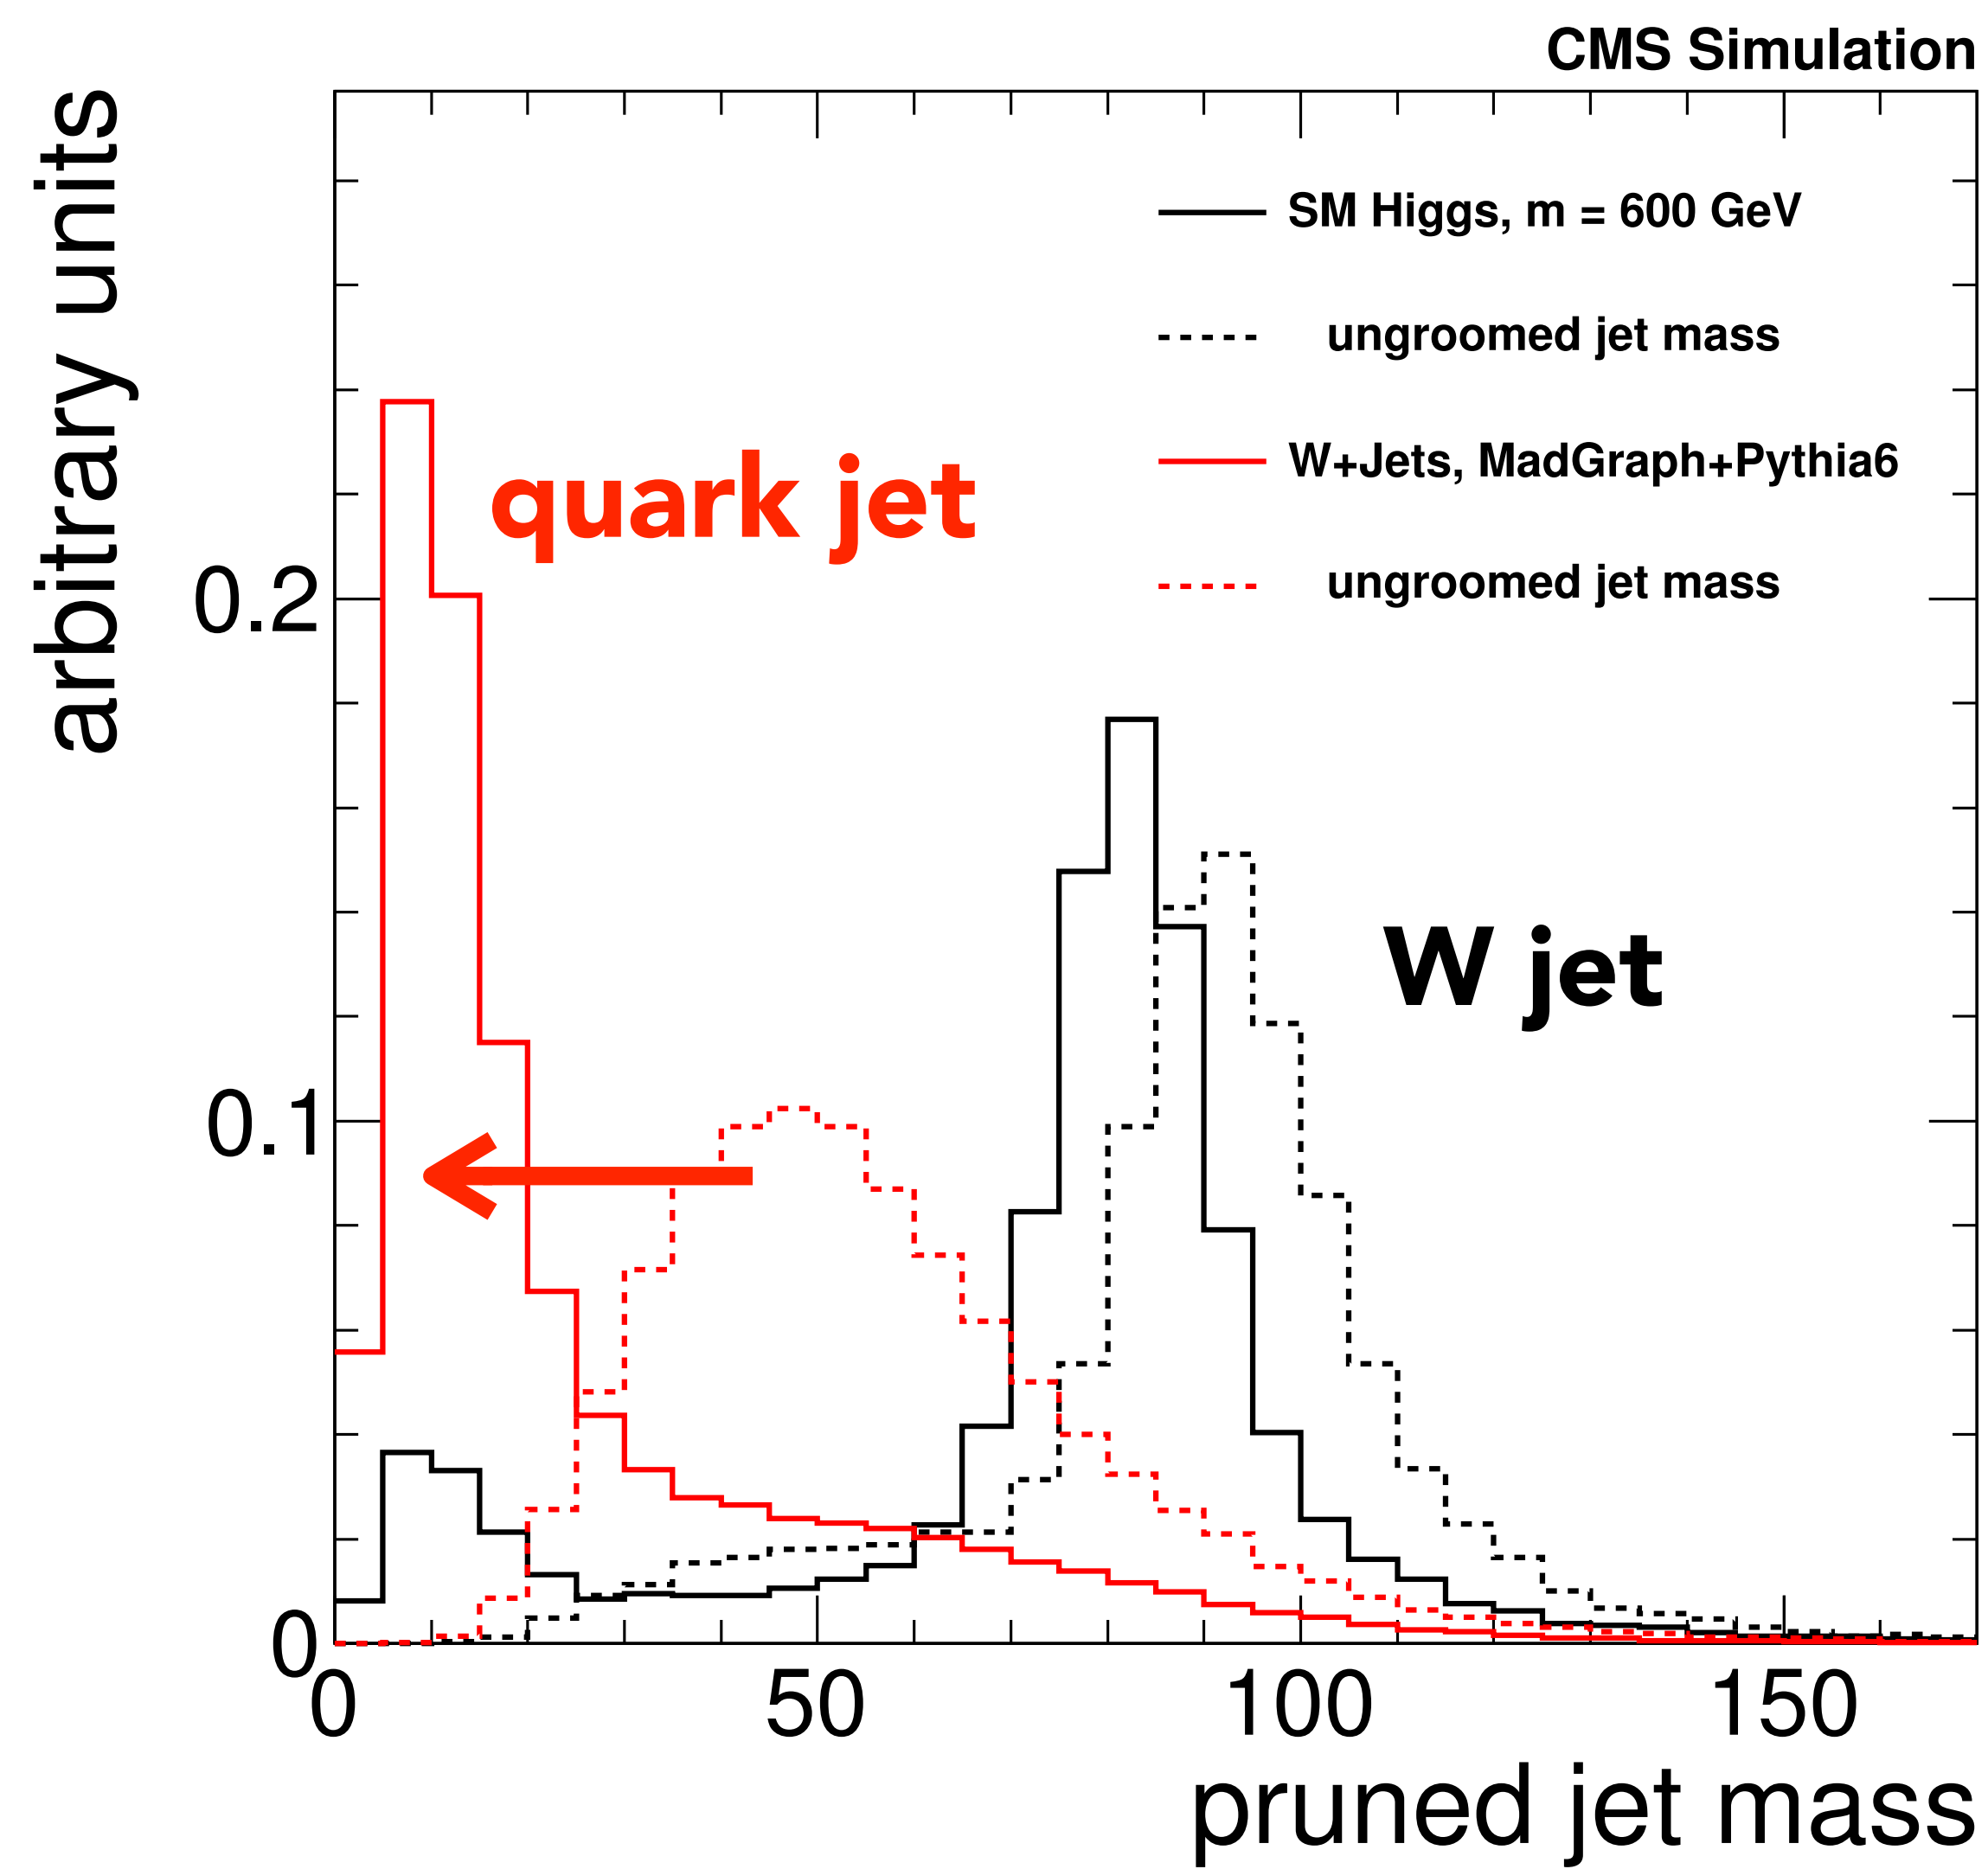 CMS Simulation
arbitrary units
SM Higgs, m = 600 GeV
ungroomed jet mass
W+Jets, MadGraph+Pythia6
ungroomed jet mass
quark jet
W jet
0.2
0.1
0
0 50 100 150
pruned jet mass